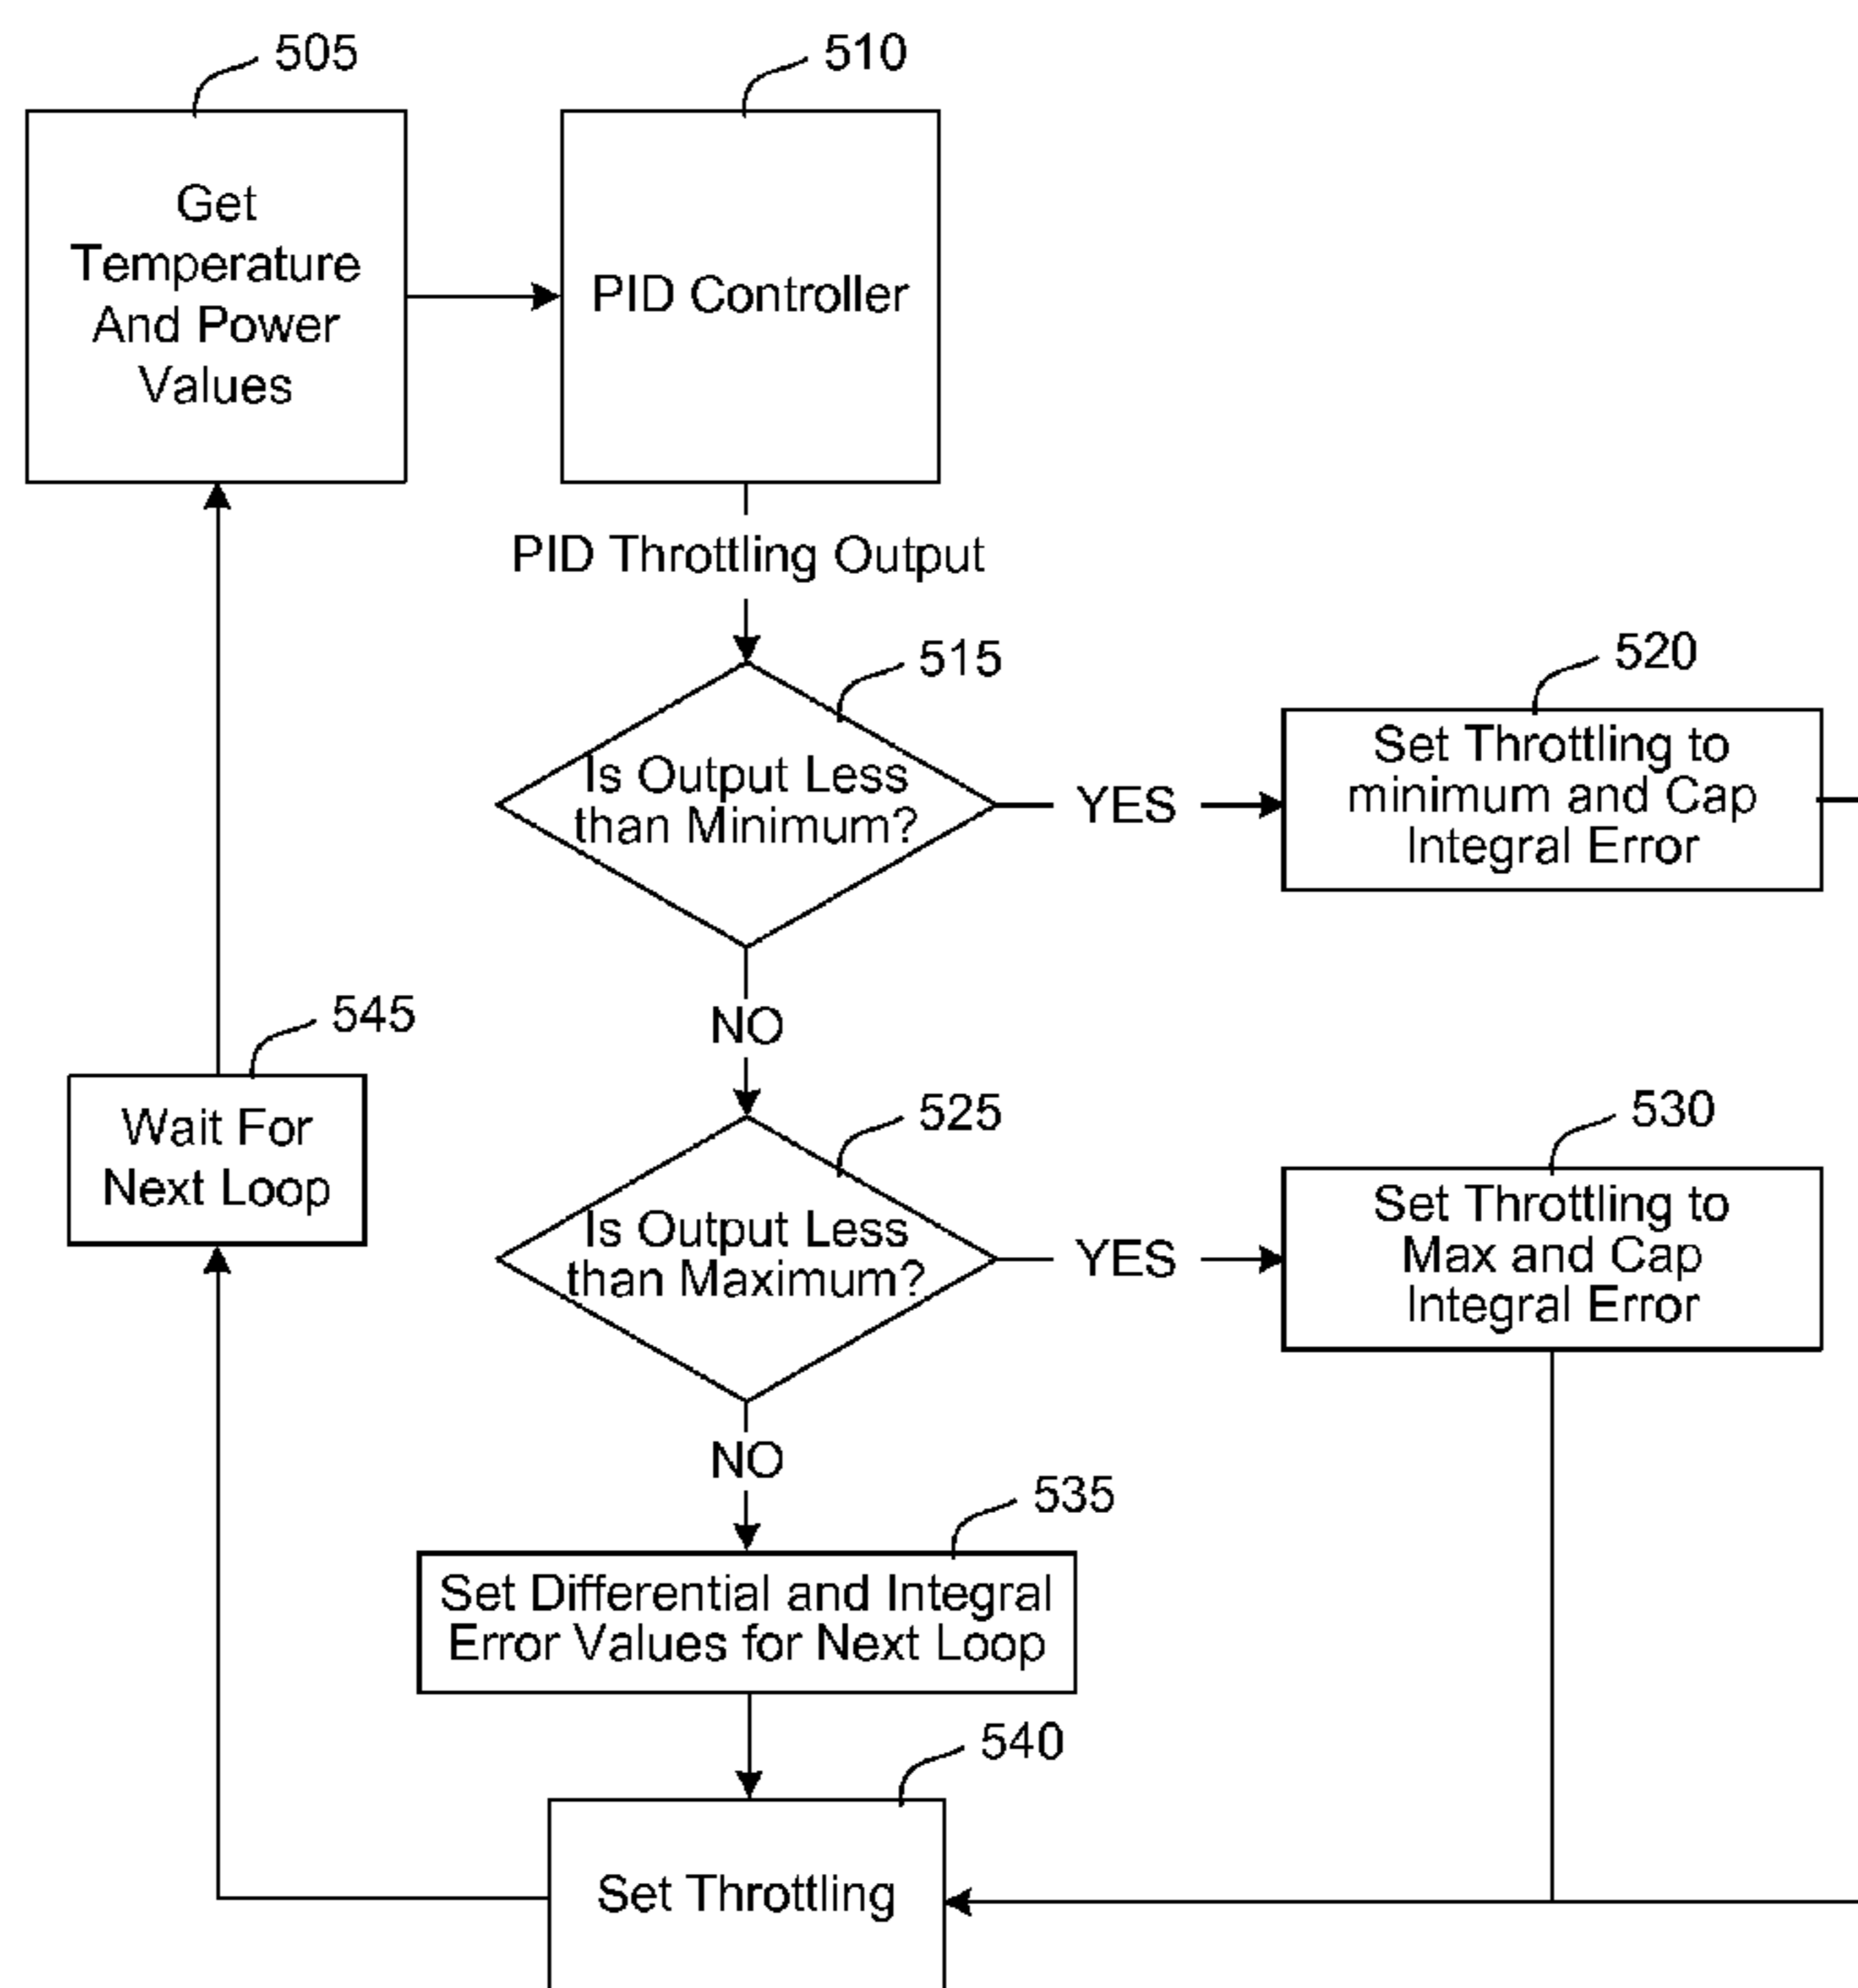 505
510
Get
Temperature
And Power
Values
PID Controller
PID Throttling Output
515
520
Is Output Less
than Minimum?
YES
Set Throttling to
minimum and Cap
Integral Error
NO
545
525
530
Wait For
Next Loop
Is Output Less
than Maximum?
YES
Set Throttling to
Max and Cap
Integral Error
NO
535
Set Differential and Integral
Error Values for Next Loop
540
Set Throttling